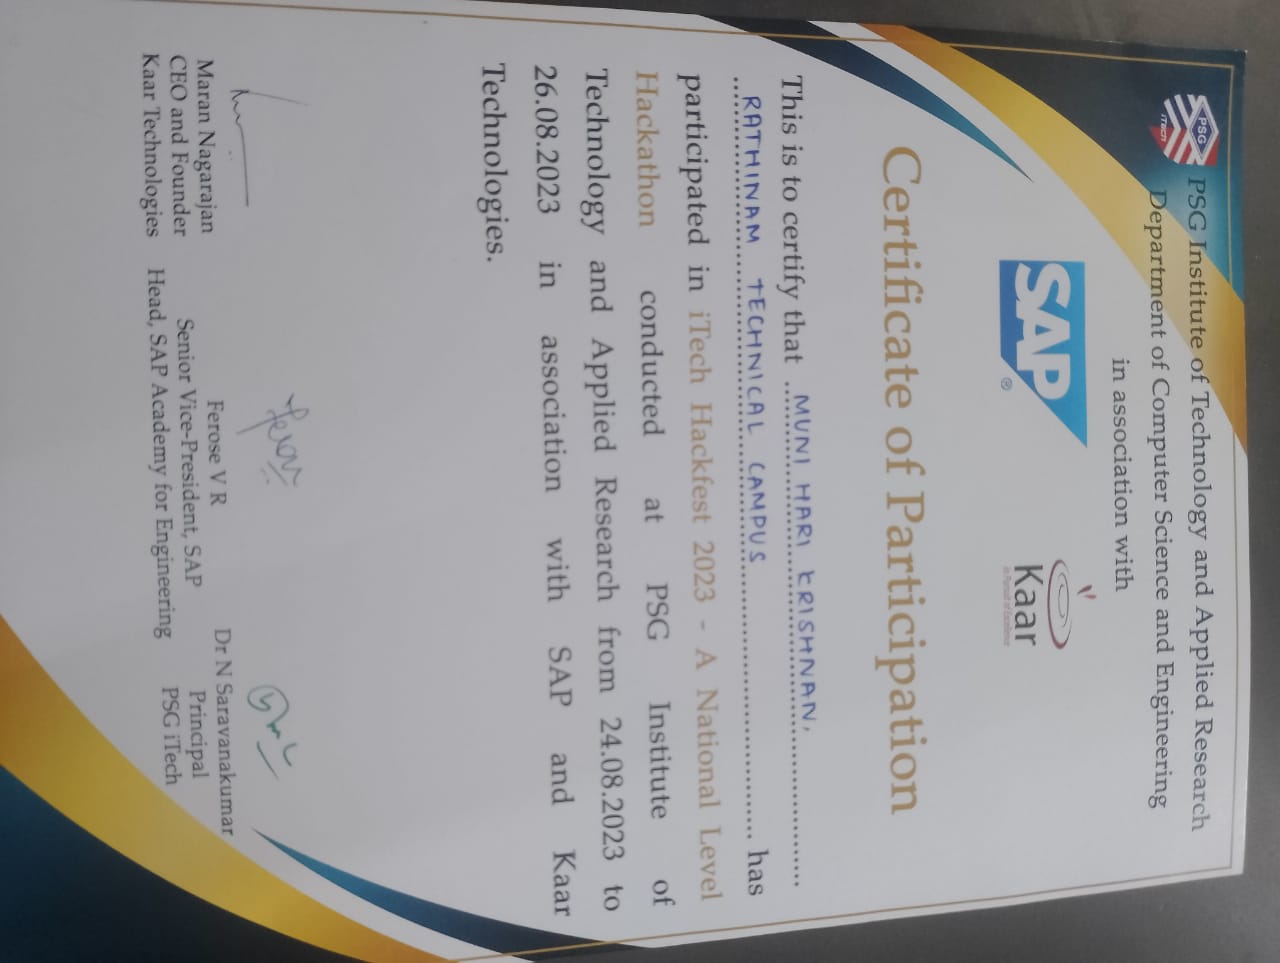 PSG
iTECH
PSG Institute of Technology and Applied Research
Department of Computer Science and Engineering
in association with
SAP ®
Kaar
In Pursuit of Excellence
Certificate of Participation
This is to certify that MUNI HARI KRISHNAN,
RATHINAM TECHNICAL CAMPUS has
participated in iTech Hackfest 2023 - A National Level
Hackathon conducted at PSG Institute of
Technology and Applied Research from 24.08.2023 to
26.08.2023 in association with SAP and Kaar
Technologies.
Maran Nagarajan
CEO and Founder
Kaar Technologies
Ferose V R
Senior Vice-President, SAP
Head, SAP Academy for Engineering
Dr N Saravanakumar
Principal
PSG iTech